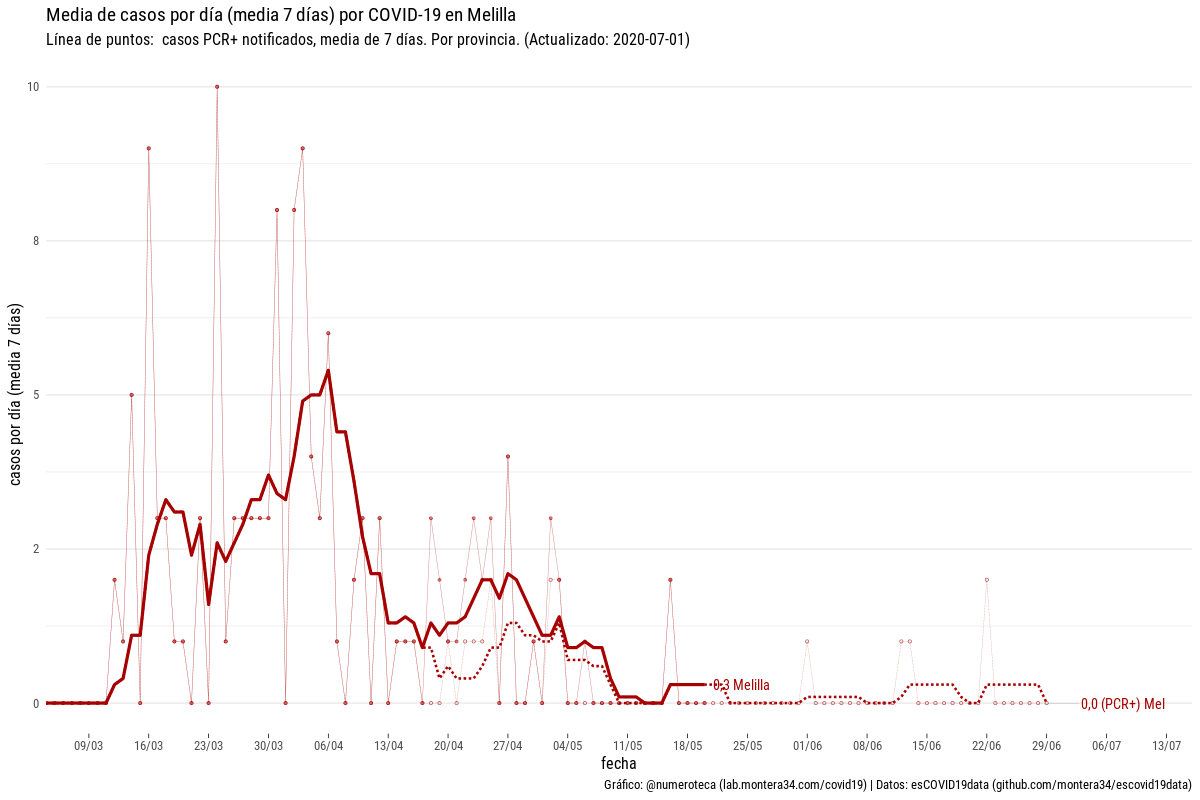 Media de casos por día (media 7 días) por COVID-19 en Melilla
Línea de puntos:  casos PCR+ notificados, media de 7 días. Por provincia. (Actualizado: 2020-07-01)
casos por día (media 7 días)
10
8
5
2
0
0,3 Melilla
0,0 (PCR+) Mel
09/03 16/03 23/03 30/03 06/04 13/04 20/04 27/04 04/05 11/05 18/05 25/05 01/06 08/06 15/06 22/06 29/06 06/07 13/07
fecha
Gráfico: @numeroteca (lab.montera34.com/covid19) | Datos: esCOVID19data (github.com/montera34/escovid19data)